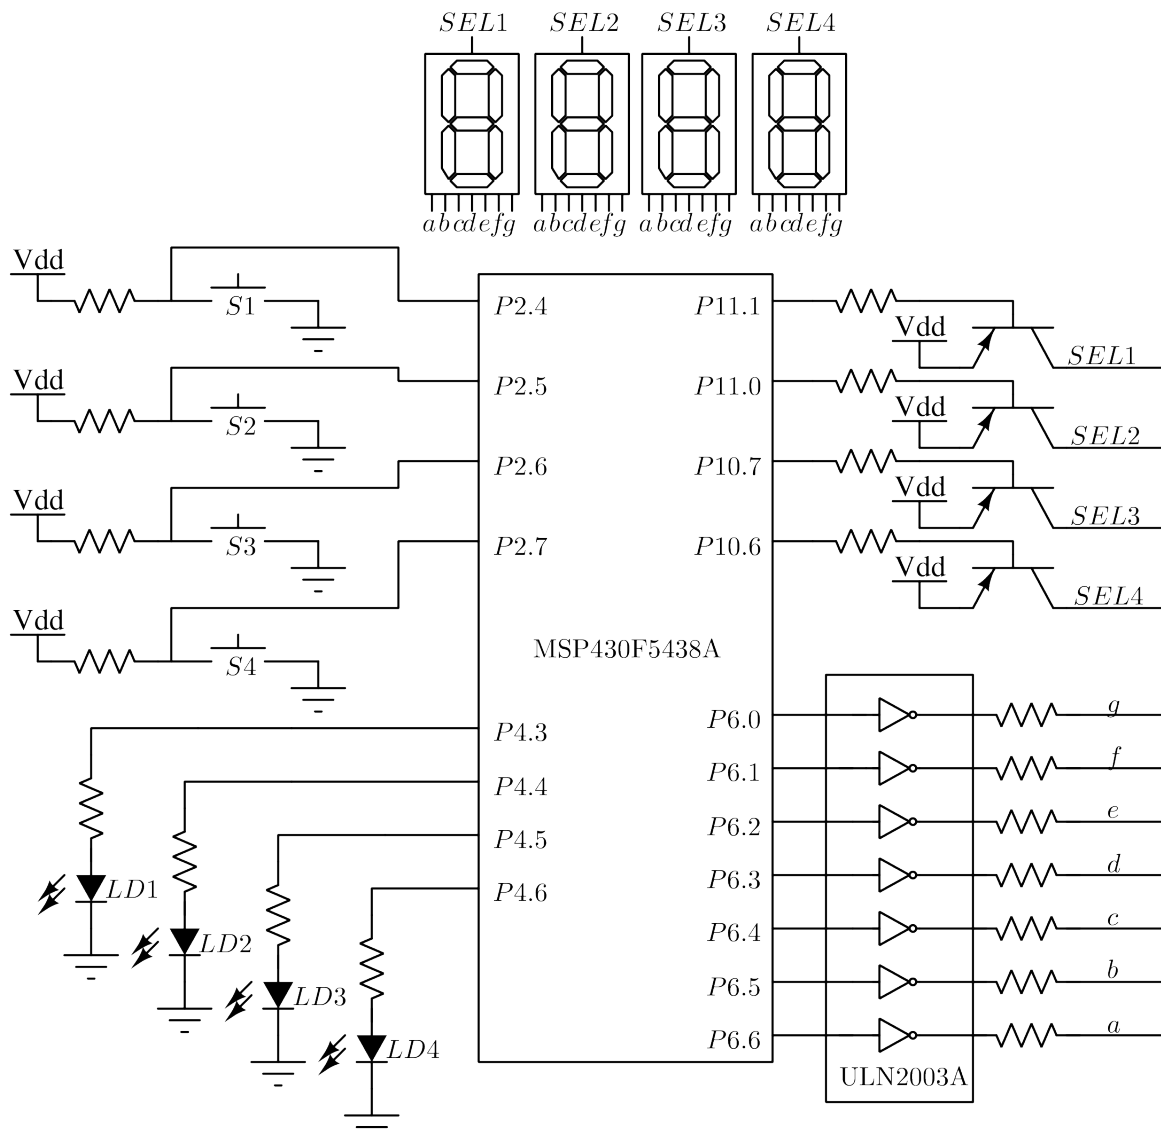 SEL1 SEL2 SEL3 SEL4
abcdefg abcdefg abcdefg abcdefg
Vdd
S1
P2.4
P11.1
Vdd
SEL1
Vdd
S2
P2.5
P11.0
Vdd
SEL2
Vdd
S3
P2.6
P10.7
Vdd
SEL3
Vdd
S4
P2.7
P10.6
Vdd
SEL4
MSP430F5438A
P4.3
P4.4
P4.5
P4.6
LD1
LD2
LD3
LD4
P6.0
g
P6.1
f
P6.2
e
P6.3
d
P6.4
c
P6.5
b
P6.6
a
ULN2003A